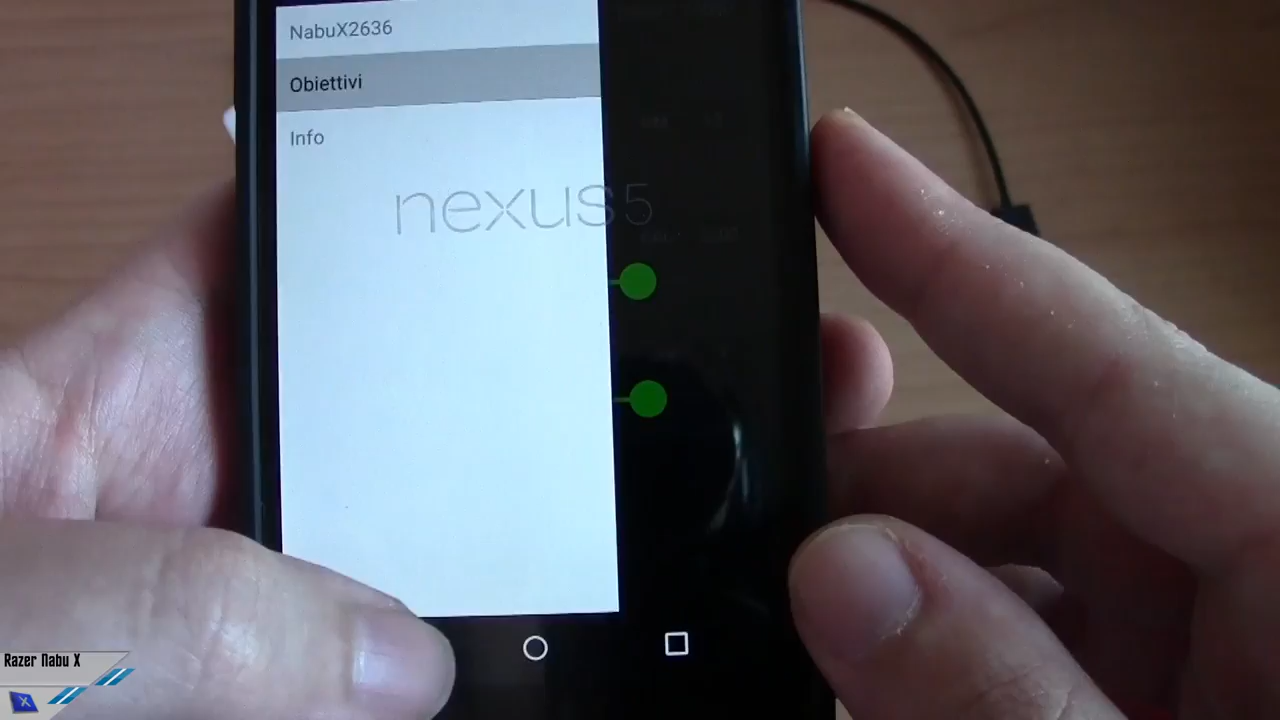 NabuX2636
Obiettivi
Info
nexus 5
Razer Nabu X
X